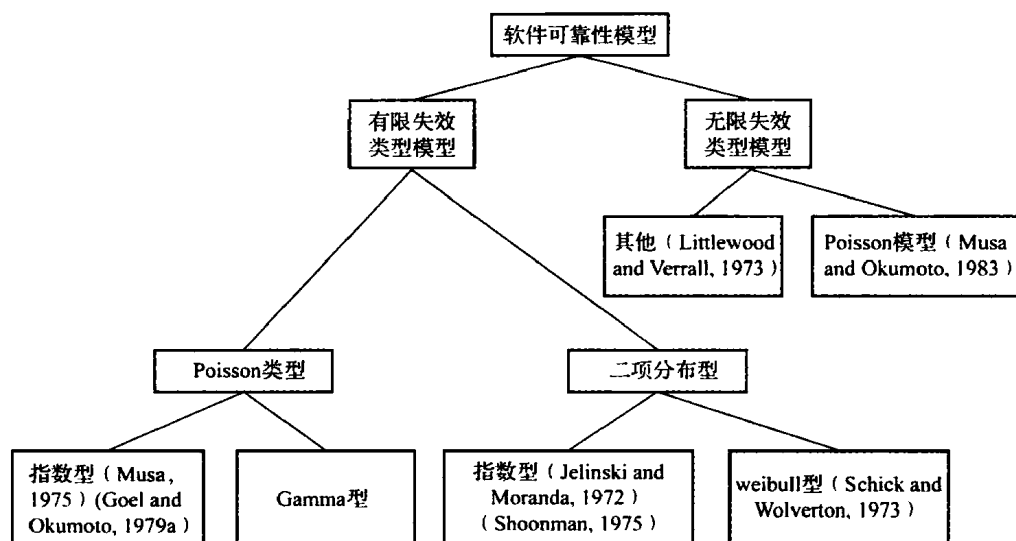 软件可靠性模型
有限失效
类型模型
无限失效
类型模型
其他（Littlewood
and Verrall, 1973）
Poisson模型（Musa
and Okumoto, 1983）
Poisson类型
二项分布型
指数型（Musa,
1975）(Goel and
Okumoto, 1979a)
Gamma型
指数型（Jelinski and
Moranda, 1972）
（Shoonman, 1975）
weibull型（Schick and
Wolverton, 1973）